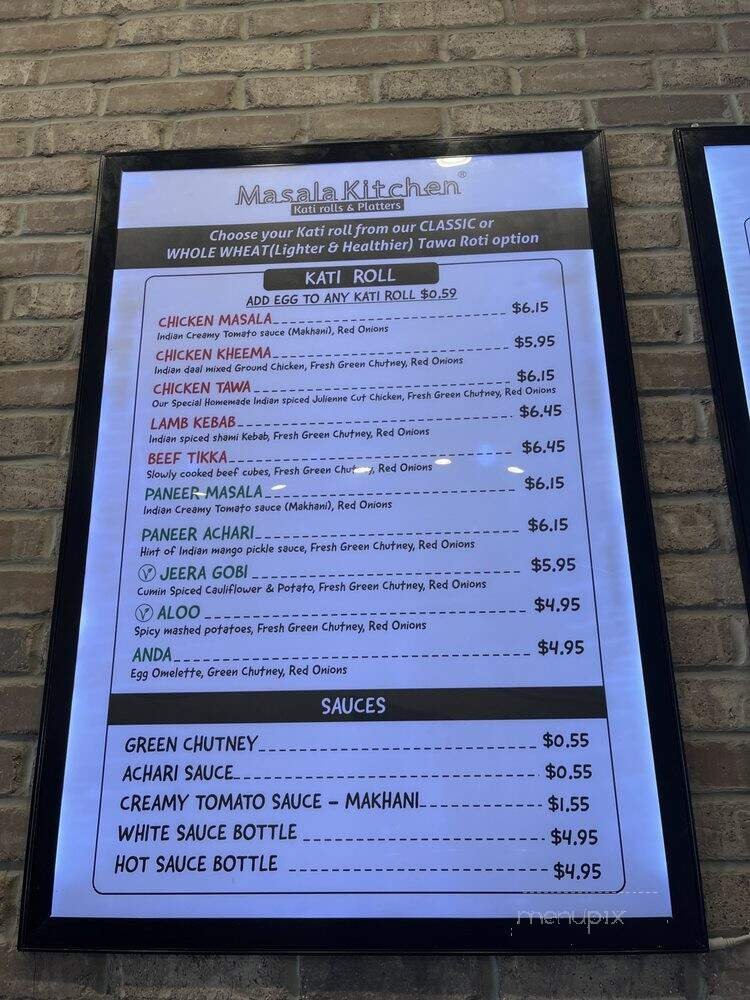 Masala Kitchen®
Kati rolls & Platters
Choose your Kati roll from our CLASSIC or
WHOLE WHEAT(Lighter & Healthier) Tawa Roti option
KATI ROLL
ADD EGG TO ANY KATI ROLL $0.59
CHICKEN MASALA $6.15
Indian Creamy Tomato sauce (Makhani), Red Onions
CHICKEN KHEEMA $5.95
Indian daal mixed Ground Chicken, Fresh Green Chutney, Red Onions
CHICKEN TAWA $6.15
Our Special Homemade Indian spiced Julienne Cut Chicken, Fresh Green Chutney, Red Onions
LAMB KEBAB $6.45
Indian spiced shami Kebab, Fresh Green Chutney, Red Onions
BEEF TIKKA $6.45
Slowly cooked beef cubes, Fresh Green Chutney, Red Onions
PANEER MASALA $6.15
Indian Creamy Tomato sauce (Makhani), Red Onions
PANEER ACHARI $6.15
Hint of Indian mango pickle sauce, Fresh Green Chutney, Red Onions
V JEERA GOBI $5.95
Cumin Spiced Cauliflower & Potato, Fresh Green Chutney, Red Onions
V ALOO $4.95
Spicy mashed potatoes, Fresh Green Chutney, Red Onions
ANDA $4.95
Egg Omelette, Green Chutney, Red Onions
SAUCES
GREEN CHUTNEY $0.55
ACHARI SAUCE $0.55
CREAMY TOMATO SAUCE - MAKHANI $1.55
WHITE SAUCE BOTTLE $4.95
HOT SAUCE BOTTLE $4.95
menupix